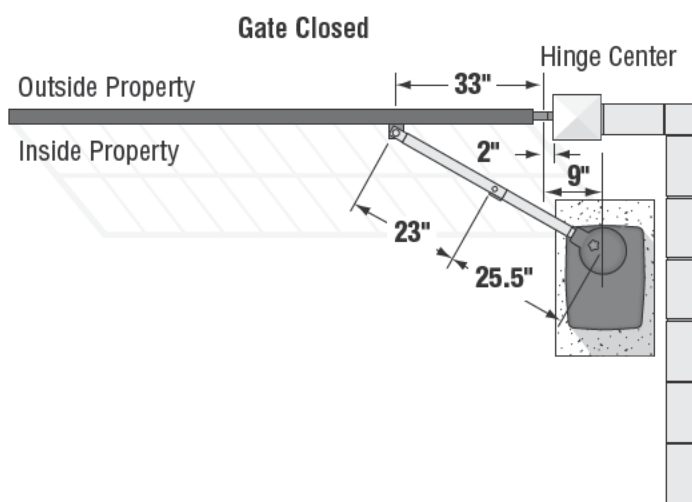 Gate Closed
Hinge Center
Outside Property
33"
Inside Property
2"
9"
23"
25.5"